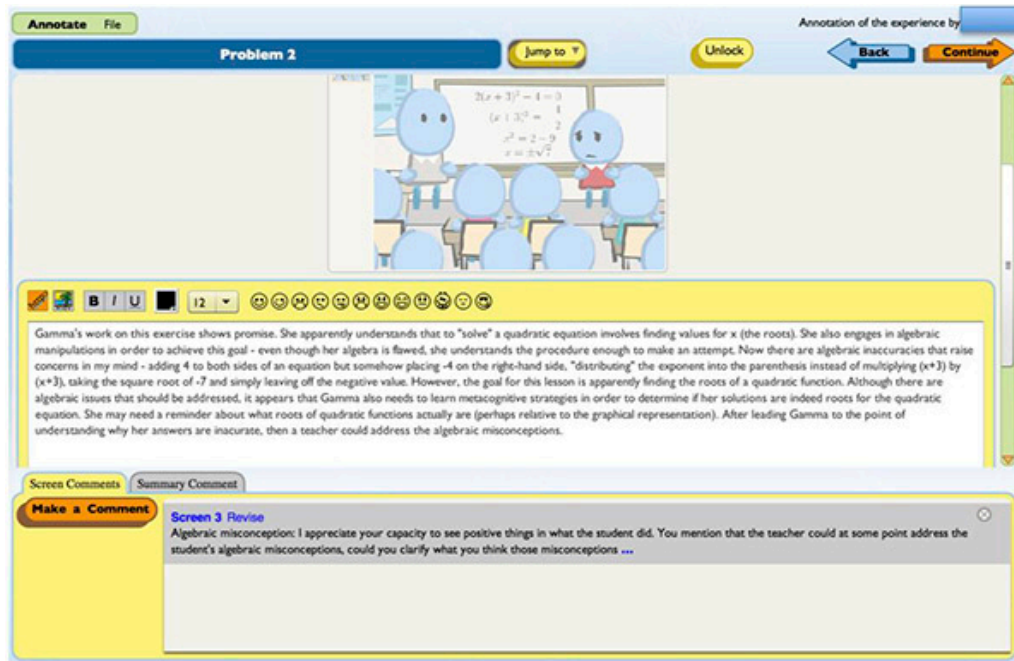 Annotate File
Annotation of the experience by
Problem 2
Jump to
Unlock
Back
Continue
2(x + 3)² − 4 = 0
(x + 3)² = 4
2
x² = 2 − 9
x = ±√7
B I U
12
Gamma's work on this exercise shows promise. She apparently understands that to "solve" a quadratic equation involves finding values for x (the roots). She also engages in algebraic
manipulations in order to achieve this goal - even though her algebra is flawed, she understands the procedure enough to make an attempt. Now there are algebraic inaccuracies that raise
concerns in my mind - adding 4 to both sides of an equation but somehow placing -4 on the right-hand side, "distributing" the exponent into the parenthesis instead of multiplying (x+3) by
(x+3), taking the square root of -7 and simply leaving off the negative value. However, the goal for this lesson is apparently finding the roots of a quadratic function. Although there are
algebraic issues that should be addressed, it appears that Gamma also needs to learn metacognitive strategies in order to determine if her solutions are indeed roots for the quadratic
equation. She may need a reminder about what roots of quadratic functions actually are (perhaps relative to the graphical representation). After leading Gamma to the point of
understanding why her answers are inacurate, then a teacher could address the algebraic misconceptions.
Screen Comments Summary Comment
Make a Comment
Screen 3 Revise
Algebraic misconception: I appreciate your capacity to see positive things in what the student did. You mention that the teacher could at some point address the
student's algebraic misconceptions, could you clarify what you think those misconceptions ...